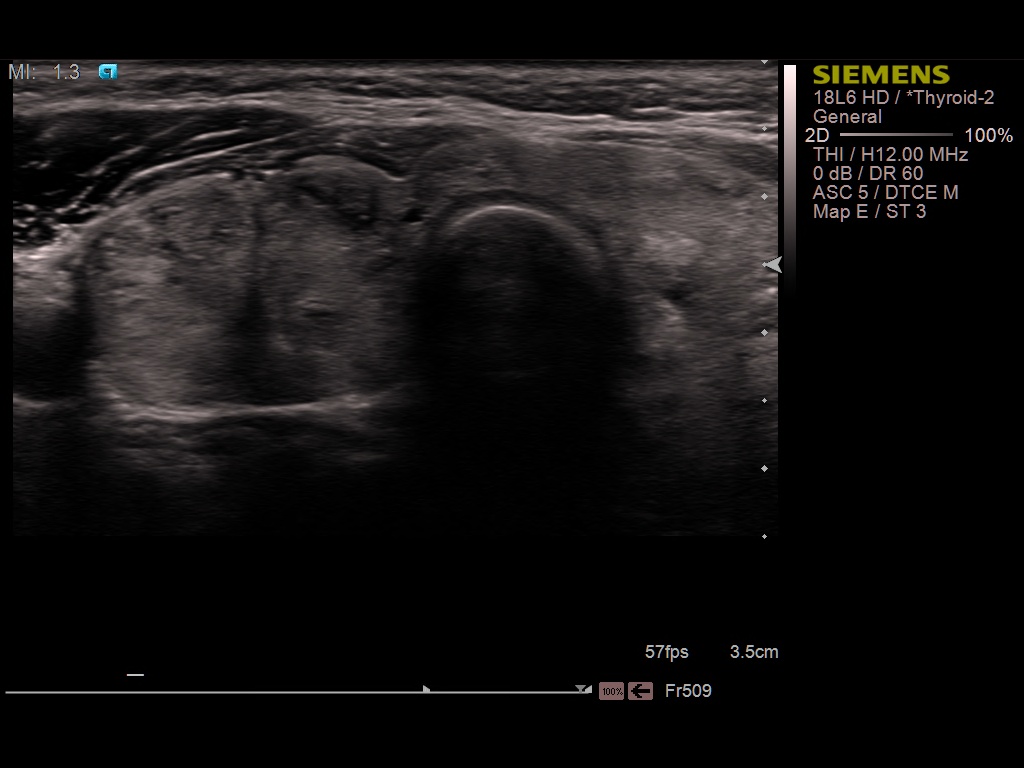 MI: 1.3
SIEMENS
18L6 HD / *Thyroid-2
General
2D 100%
THI / H12.00 MHz
0 dB / DR 60
ASC 5 / DTCE M
Map E / ST 3
57fps 3.5cm
100% Fr509